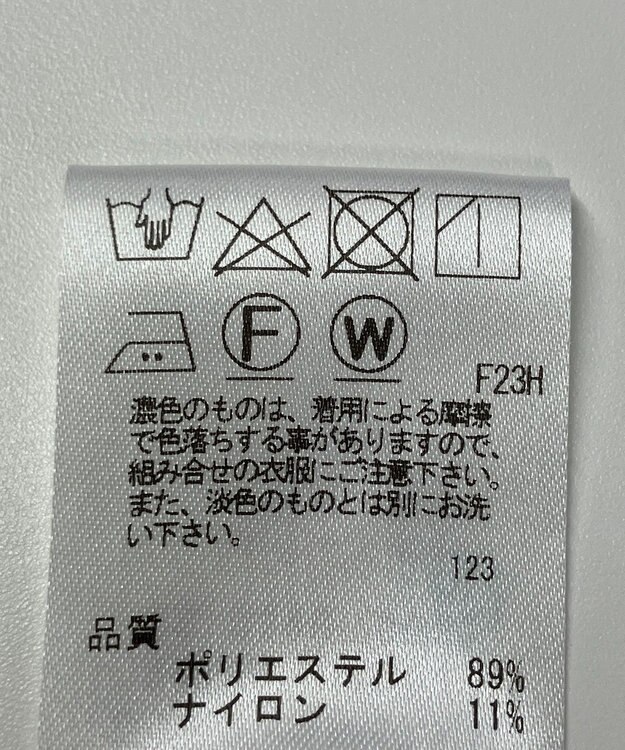 F
W
F23H
濃色のものは、着用による摩擦
で色落ちする事がありますので、
組み合せの衣服にご注意下さい。
また、淡色のものとは別にお洗
い下さい。
123
品質
ポリエステル 89%
ナイロン 11%